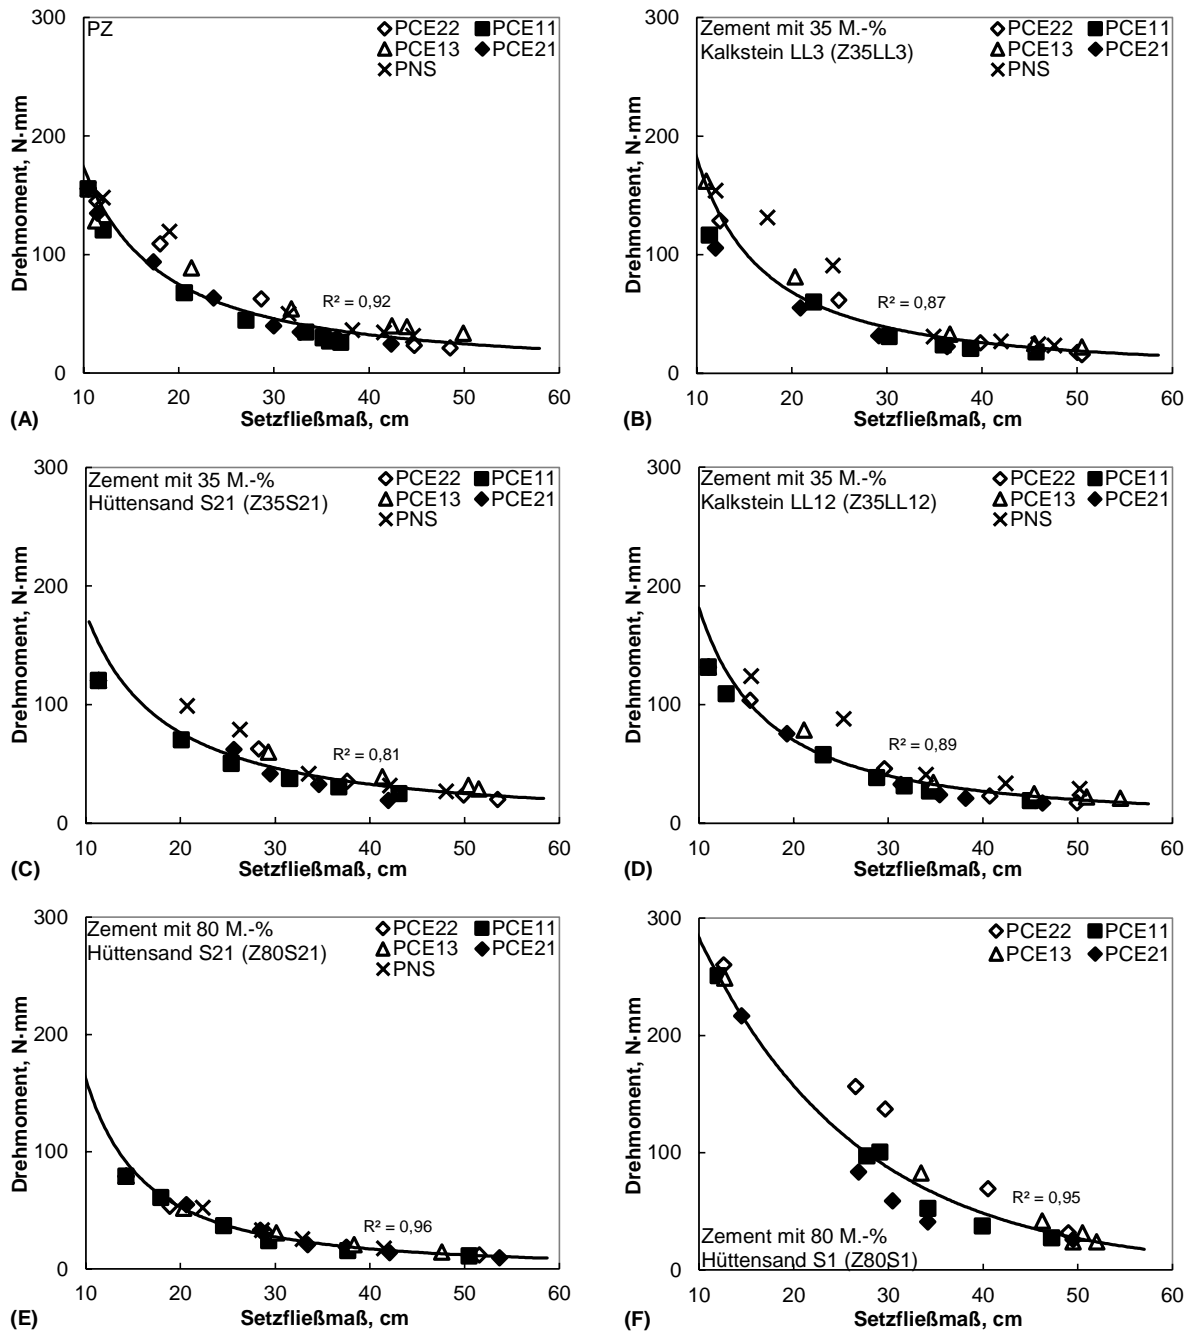 300
PZ
PCE22
PCE11
PCE13
PCE21
PNS
200
100
0
R² = 0,92
Drehmoment, N·mm
10 20 30 40 50 60
(A)
Setzfließmaß, cm
300
Zement mit 35 M.-%
Kalkstein LL3 (Z35LL3)
PCE22
PCE11
PCE13
PCE21
PNS
200
100
0
R² = 0,87
Drehmoment, N·mm
10 20 30 40 50 60
(B)
Setzfließmaß, cm
300
Zement mit 35 M.-%
Hüttensand S21 (Z35S21)
PCE22
PCE11
PCE13
PCE21
PNS
200
100
0
R² = 0,81
Drehmoment, N·mm
10 20 30 40 50 60
(C)
Setzfließmaß, cm
300
Zement mit 35 M.-%
Kalkstein LL12 (Z35LL12)
PCE22
PCE11
PCE13
PCE21
PNS
200
100
0
R² = 0,89
Drehmoment, N·mm
10 20 30 40 50 60
(D)
Setzfließmaß, cm
300
Zement mit 80 M.-%
Hüttensand S21 (Z80S21)
PCE22
PCE11
PCE13
PCE21
PNS
200
100
0
R² = 0,96
Drehmoment, N·mm
10 20 30 40 50 60
(E)
Setzfließmaß, cm
300
PCE22
PCE11
PCE13
PCE21
200
100
0
R² = 0,95
Zement mit 80 M.-%
Hüttensand S1 (Z80S1)
Drehmoment, N·mm
10 20 30 40 50 60
(F)
Setzfließmaß, cm